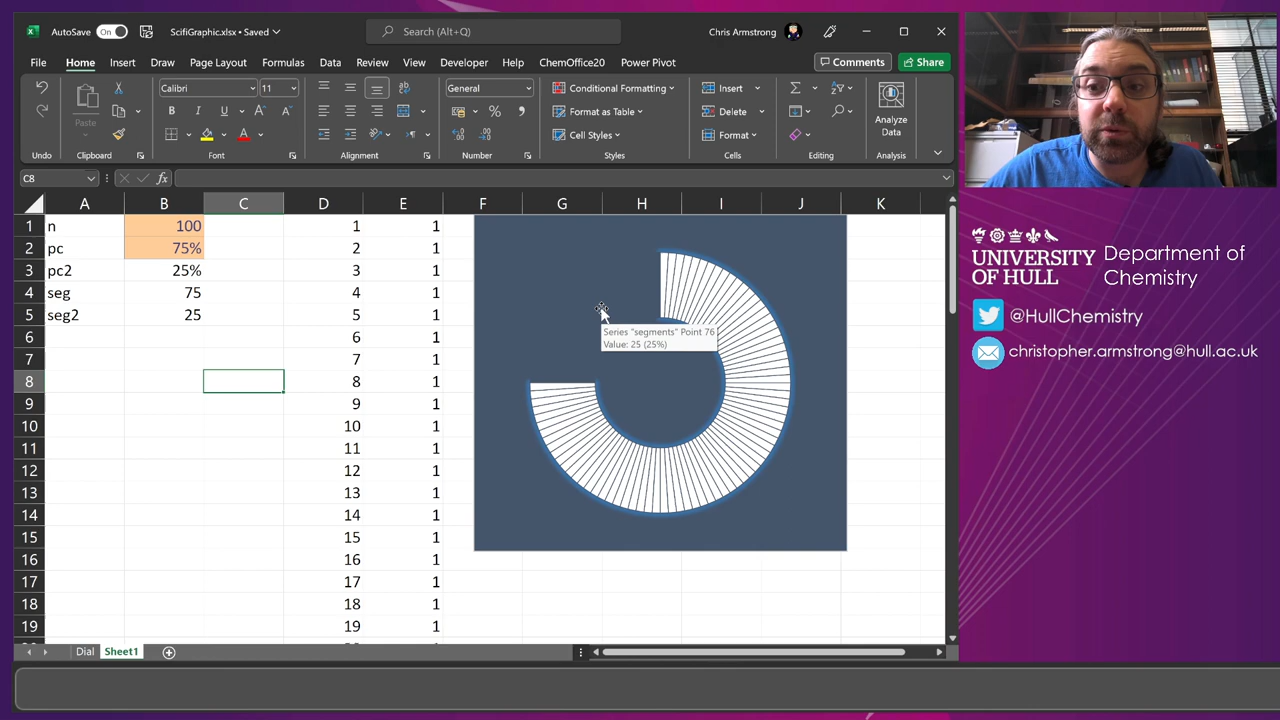 AutoSave On ScifiGraphic.xlsx • Saved Search (Alt+Q) Chris Armstrong
File Home Insert Draw Page Layout Formulas Data Review View Developer Help ChemOffice20 Power Pivot Comments Share
Calibri 11 General Conditional Formatting Insert
Paste Format as Table Delete Analyze
Cell Styles Format Data
Undo Clipboard Font Alignment Number Styles Cells Editing Analysis
C8 fx
A B C D E F G H I J K
1 n 100 1 1
2 pc 75% 2 1
3 pc2 25% 3 1
4 seg 75 4 1
5 seg2 25 5 1
6 6 1
7 7 1
8 8 1
9 9 1
10 10 1
11 11 1
12 12 1
13 13 1
14 14 1
15 15 1
16 16 1
17 17 1
18 18 1
19 19 1
Series "segments" Point 76
Value: 25 (25%)
Dial Sheet1
UNIVERSITY
OF HULL
Department of
Chemistry
@HullChemistry
christopher.armstrong@hull.ac.uk